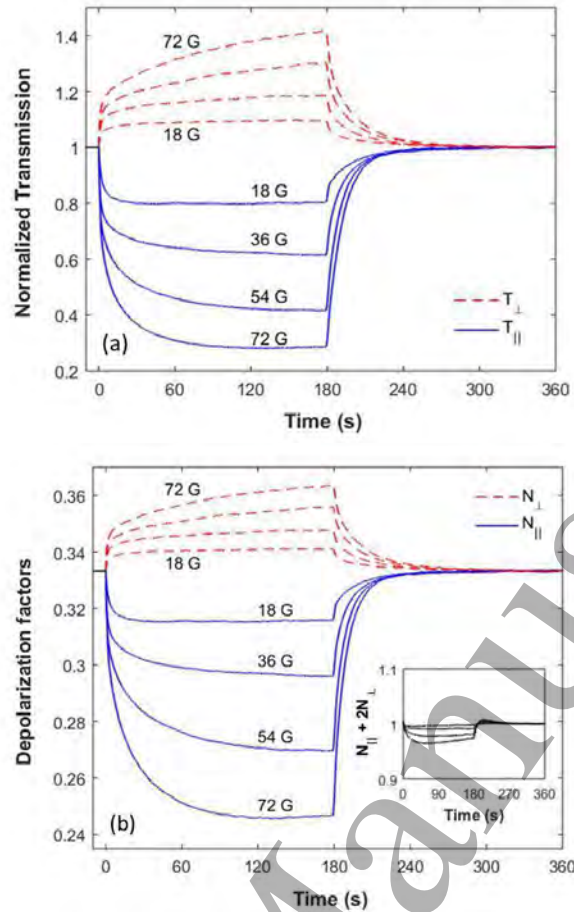 1.4
1.2
1
0.8
0.6
0.4
0.2
Normalized Transmission
72 G
18 G
18 G
36 G
54 G
72 G
T⊥
T||
(a)
0 60 120 180 240 300 360
Time (s)
0.36
0.34
0.32
0.3
0.28
0.26
0.24
Depolarization factors
72 G
18 G
18 G
36 G
54 G
72 G
N⊥
N||
1.1
1
0.9
N|| + 2N⊥
0 90 180 270 360
Time (s)
(b)
0 60 120 180 240 300 360
Time (s)
Manus